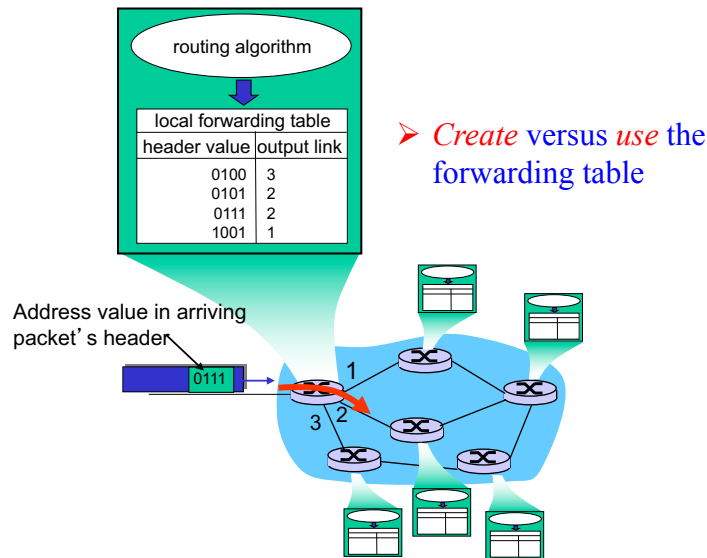 routing algorithm
local forwarding table
header value output link
0100 3
0101 2
0111 2
1001 1
➢ Create versus use the
forwarding table
Address value in arriving
packet’s header
0111
1
2
3